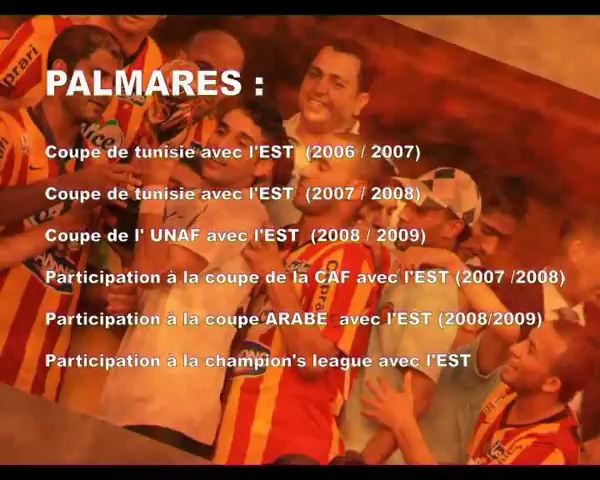 PALMARES :
Coupe de tunisie avec l'EST (2006 / 2007)
Coupe de tunisie avec l'EST (2007 / 2008)
Coupe de l' UNAF avec l'EST (2008 / 2009)
Participation à la coupe de la CAF avec l'EST (2007 /2008)
Participation à la coupe ARABE avec l'EST (2008/2009)
Participation à la champion's league avec l'EST